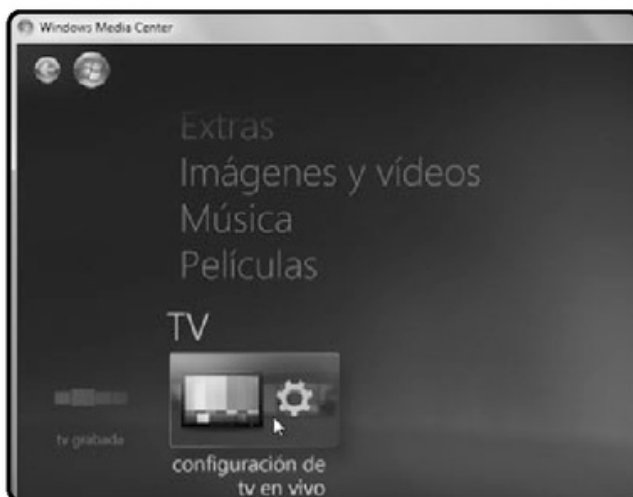 Windows Media Center
Extras
Imágenes y vídeos
Música
Películas
TV
tv grabada
configuración de
tv en vivo